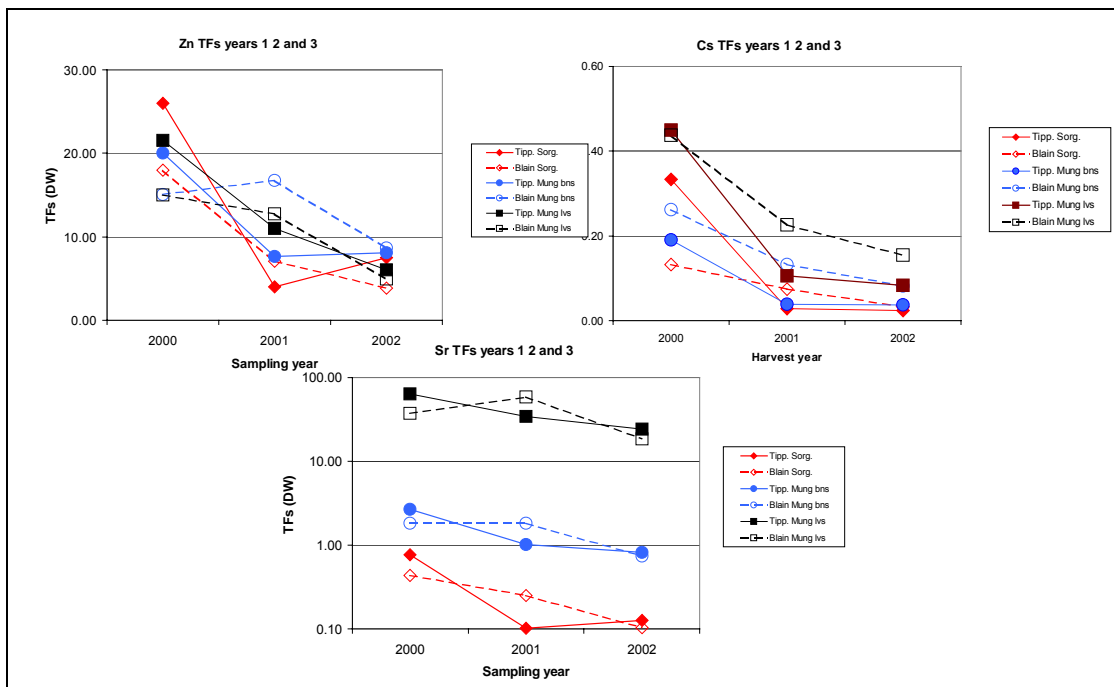 Zn TFs years 1 2 and 3
30.00
20.00
10.00
0.00
TFs (DW)
2000 2001 2002
Sampling year
Tipp. Sorg.
Blain Sorg.
Tipp. Mung bns
Blain Mung bns
Tipp. Mung lvs
Blain Mung lvs
Cs TFs years 1 2 and 3
0.60
0.40
0.20
0.00
2000 2001 2002
Harvest year
Tipp. Sorg.
Blain Sorg.
Tipp. Mung bns
Blain Mung bns
Tipp. Mung lvs
Blain Mung lvs
Sr TFs years 1 2 and 3
100.00
10.00
1.00
0.10
TFs (DW)
2000 2001 2002
Sampling year
Tipp. Sorg.
Blain Sorg.
Tipp. Mung bns
Blain Mung bns
Tipp. Mung lvs
Blain Mung lvs